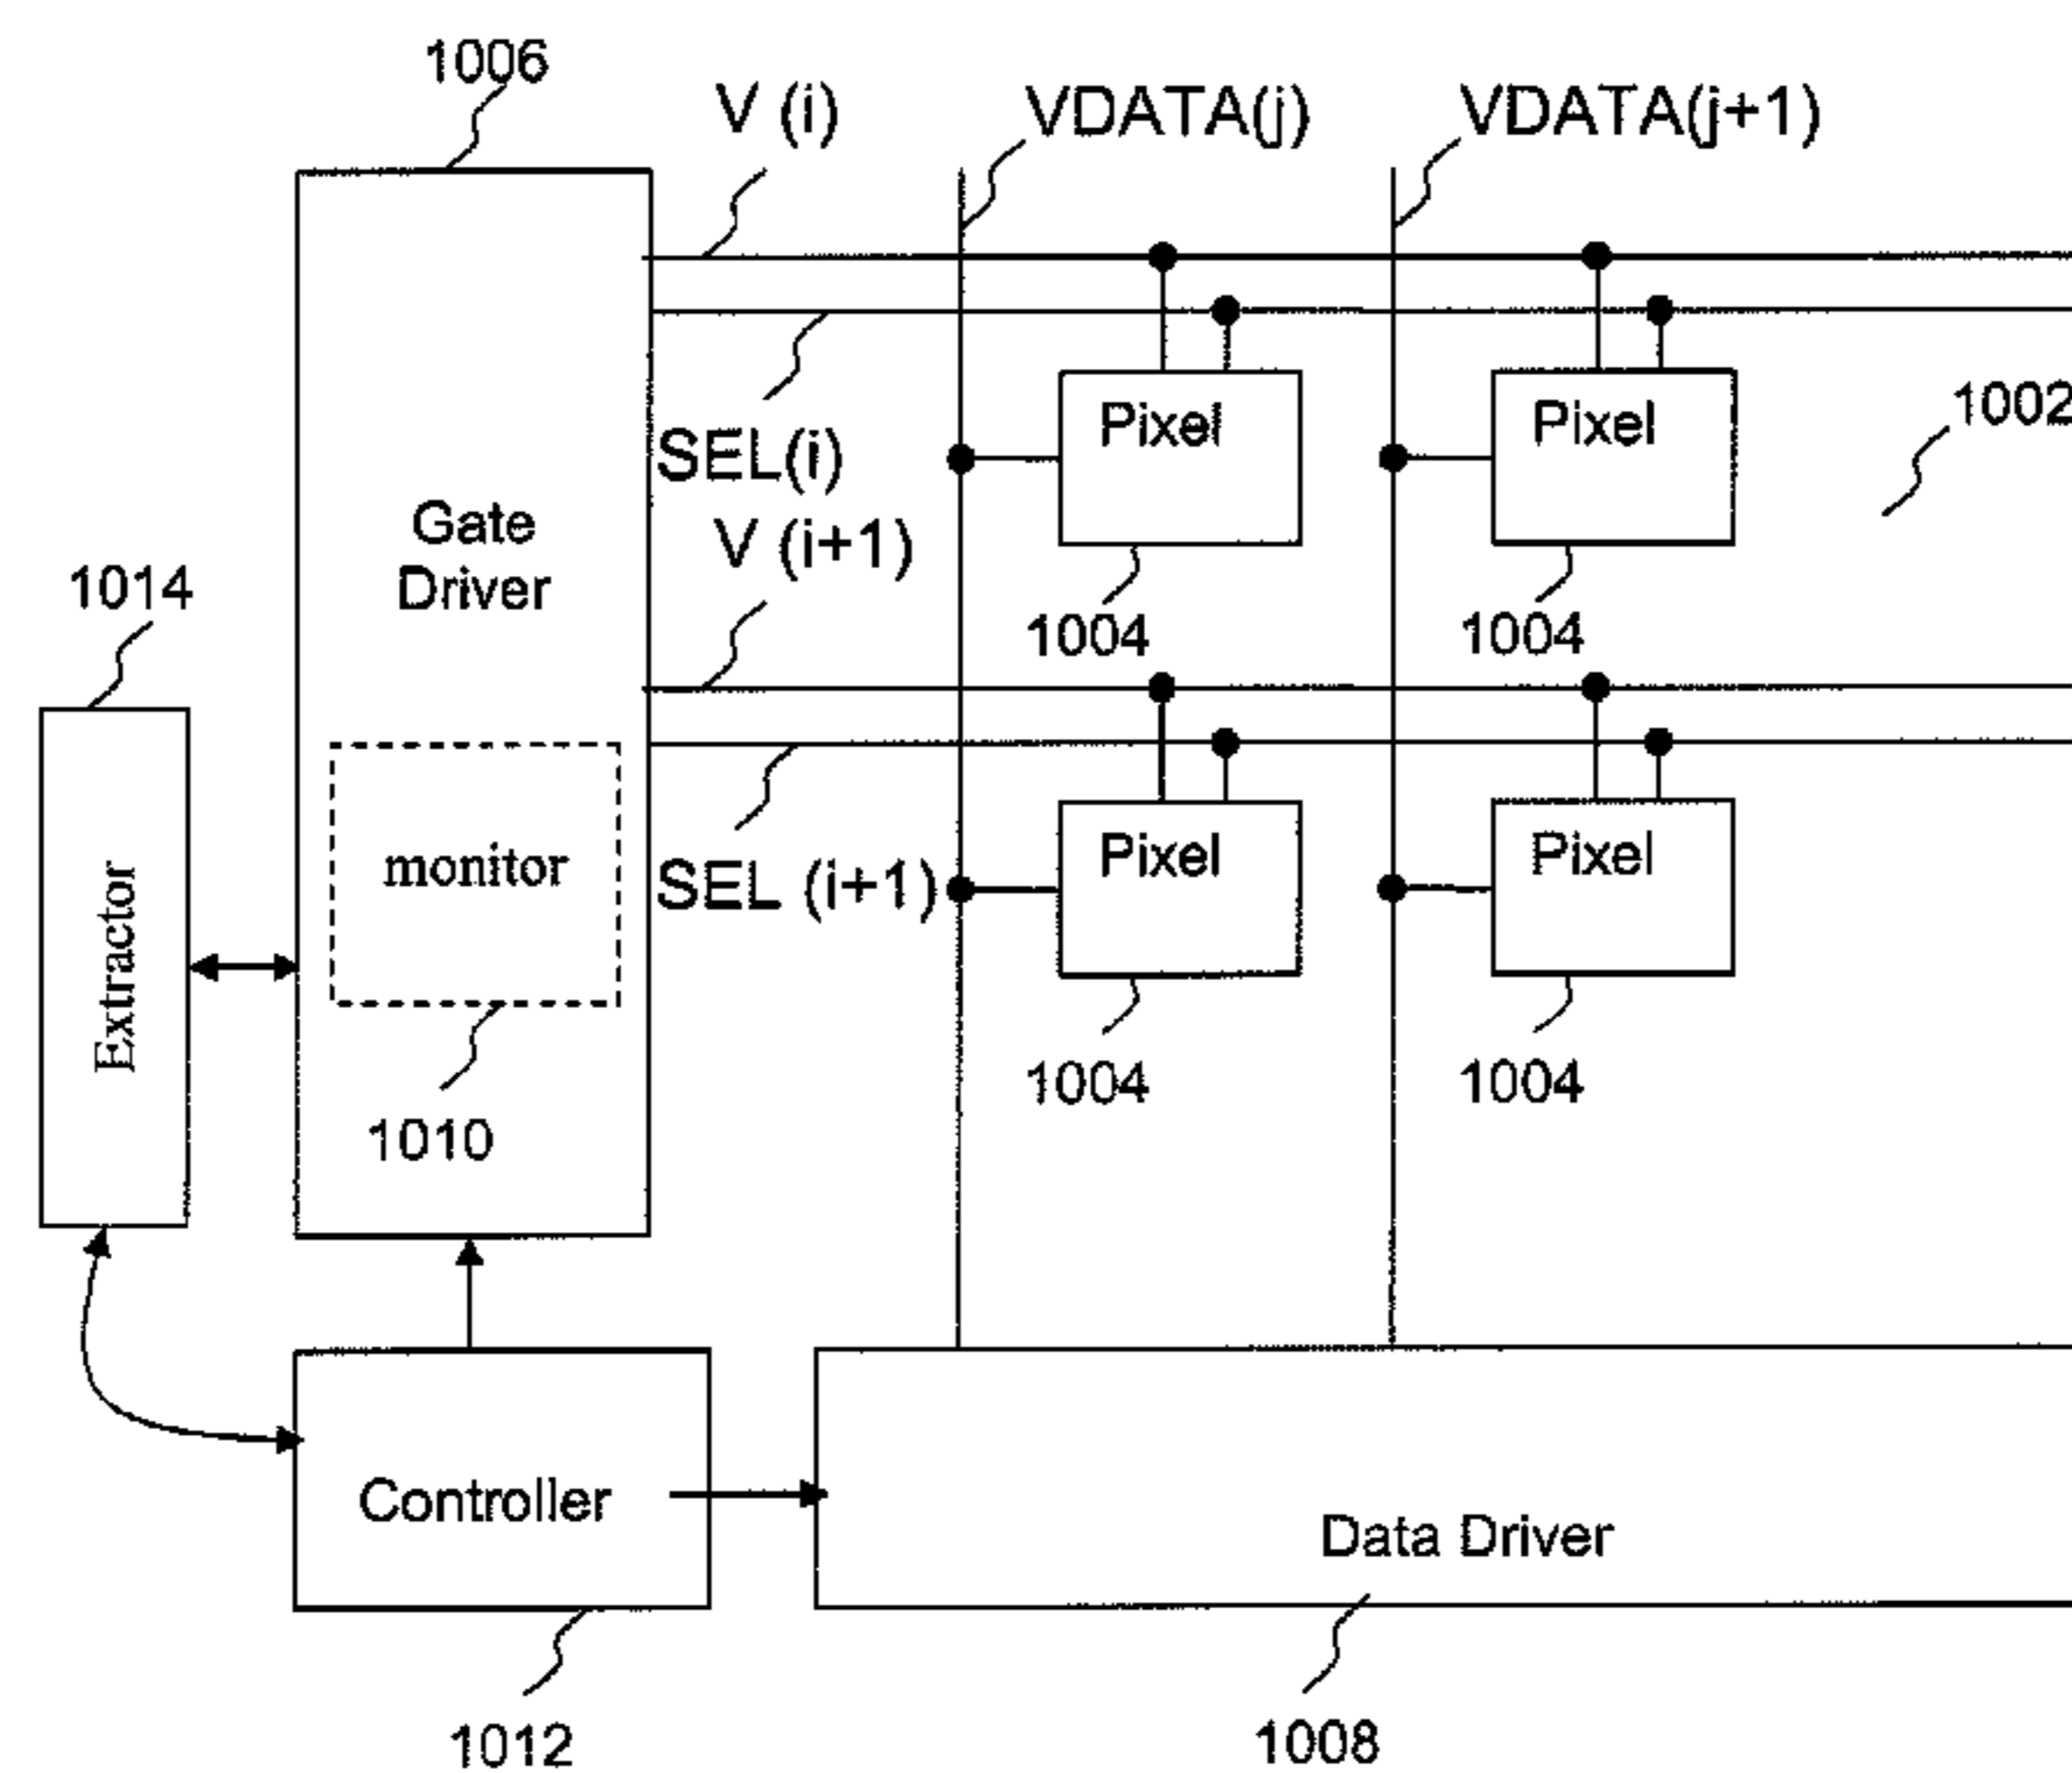 1006
V (i)
VDATA(j)
VDATA(j+1)
Pixel
Pixel
1002
SEL(i)
Gate
Driver
V (i+1)
1014
1004
1004
monitor
Pixel
Pixel
SEL (i+1)
Extractor
1004
1004
1010
Controller
Data Driver
1012
1008